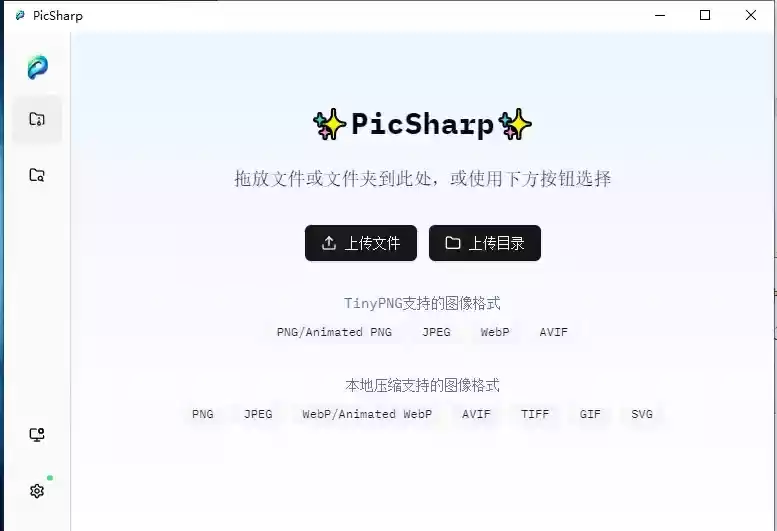 PicSharp
✨PicSharp✨
拖放文件或文件夹到此处，或使用下方按钮选择
上传文件 上传目录
TinyPNG支持的图像格式
PNG/Animated PNG JPEG WebP AVIF
本地压缩支持的图像格式
PNG JPEG WebP/Animated WebP AVIF TIFF GIF SVG